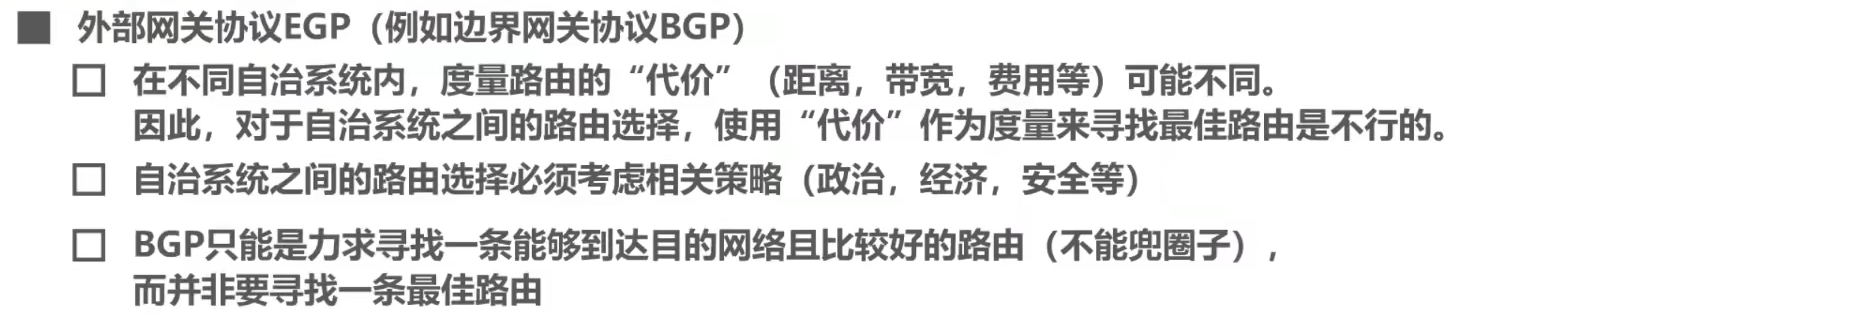 外部网关协议EGP（例如边界网关协议BGP）
在不同自治系统内，度量路由的“代价”（距离，带宽，费用等）可能不同。
因此，对于自治系统之间的路由选择，使用“代价”作为度量来寻找最佳路由是不行的。
自治系统之间的路由选择必须考虑相关策略（政治，经济，安全等）
BGP只能是力求寻找一条能够到达目的网络且比较好的路由（不能兜圈子），
而并非要寻找一条最佳路由